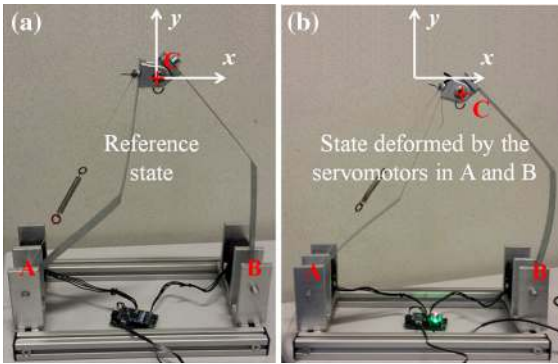 (a)
y
C
x
Reference
state
A
B
(b)
y
x
C
State deformed by the
servomotors in A and B
A
B